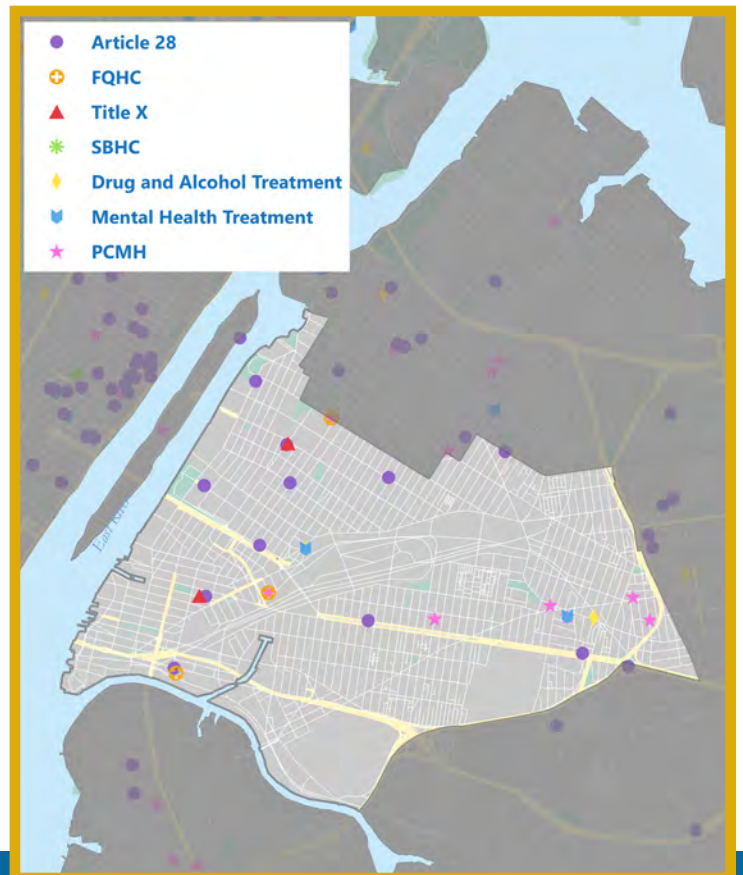 Article 28
FQHC
Title X
SBHC
Drug and Alcohol Treatment
Mental Health Treatment
PCMH
East River